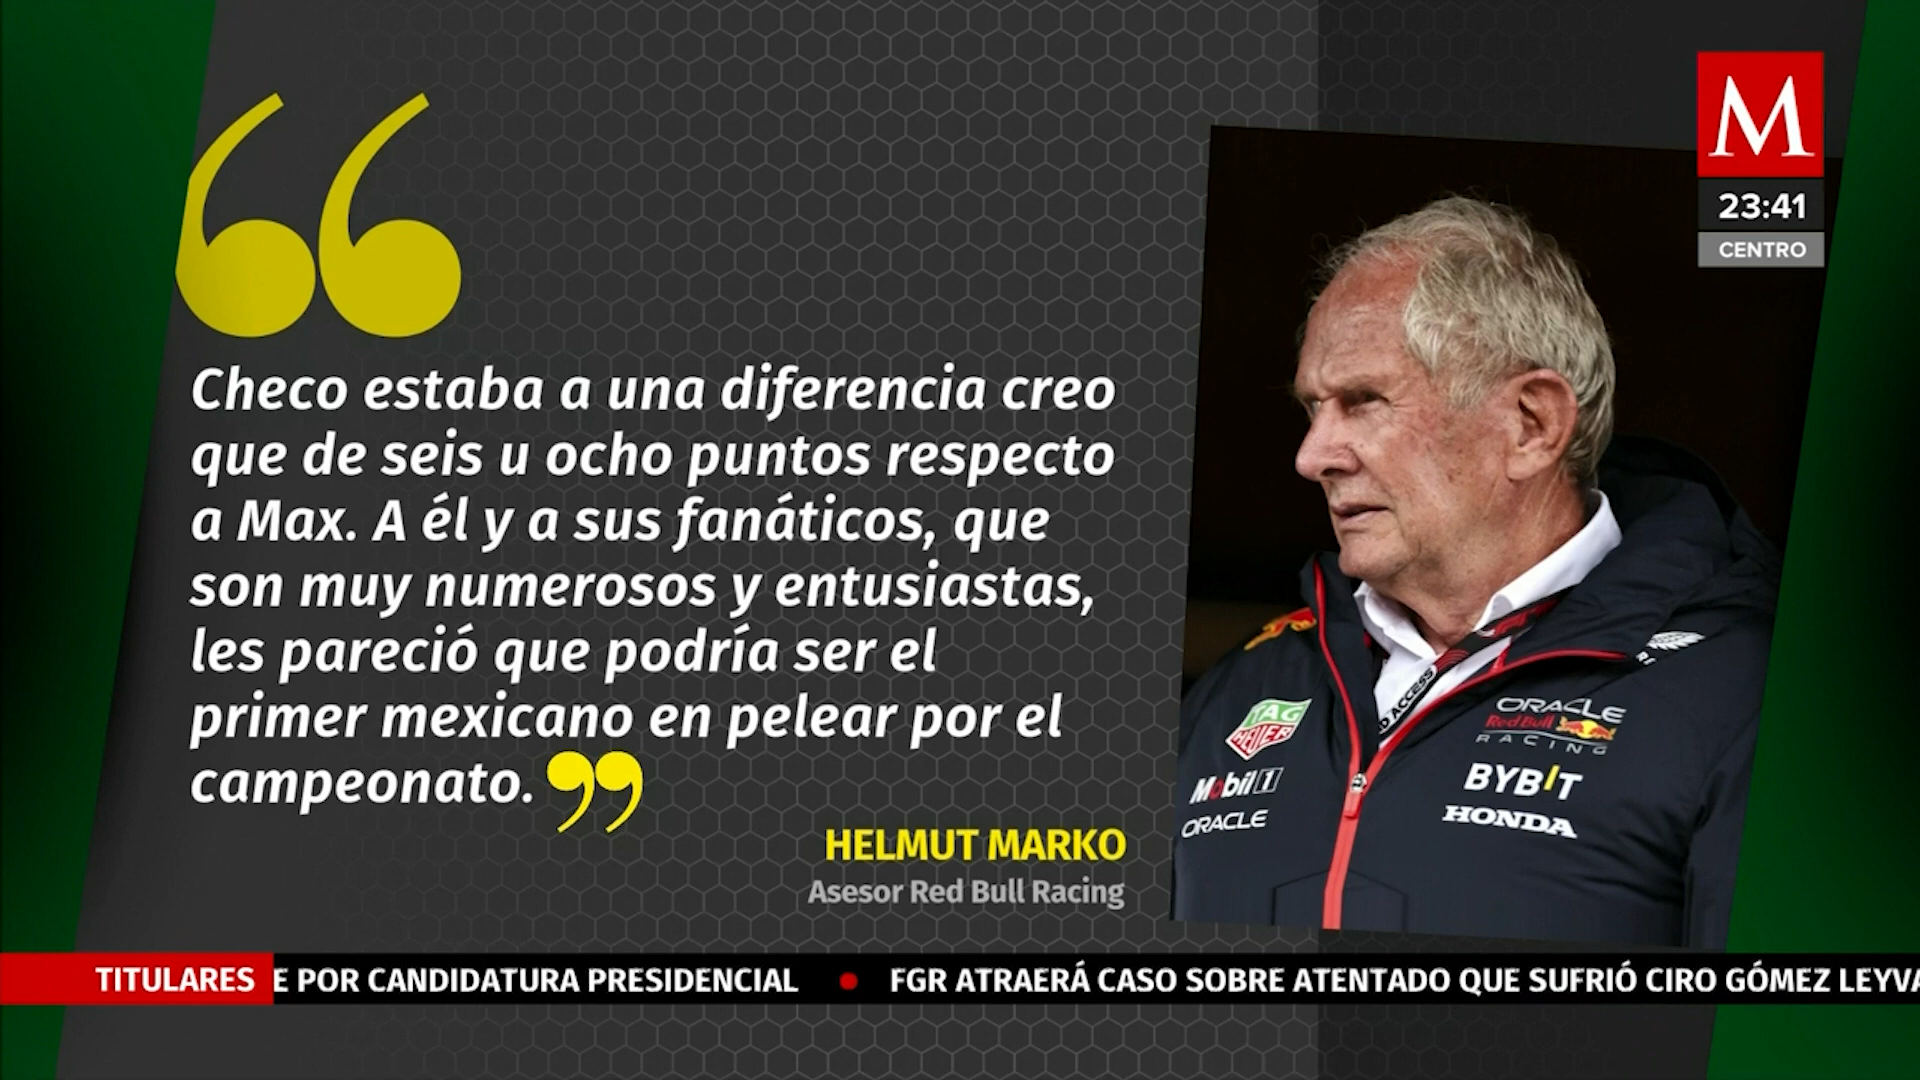 Checo estaba a una diferencia creo
que de seis u ocho puntos respecto
a Max. A él y a sus fanáticos, que
son muy numerosos y entusiastas,
les pareció que podría ser el
primer mexicano en pelear por el
campeonato.
HELMUT MARKO
Asesor Red Bull Racing
M
23:41
CENTRO
TAG
HEUER
Mobil 1
ORACLE
ACCESS
ORACLE
Red Bull
RACING
BYBIT
HONDA
TITULARES
E POR CANDIDATURA PRESIDENCIAL • FGR ATRAERÁ CASO SOBRE ATENTADO QUE SUFRIÓ CIRO GÓMEZ LEYVA